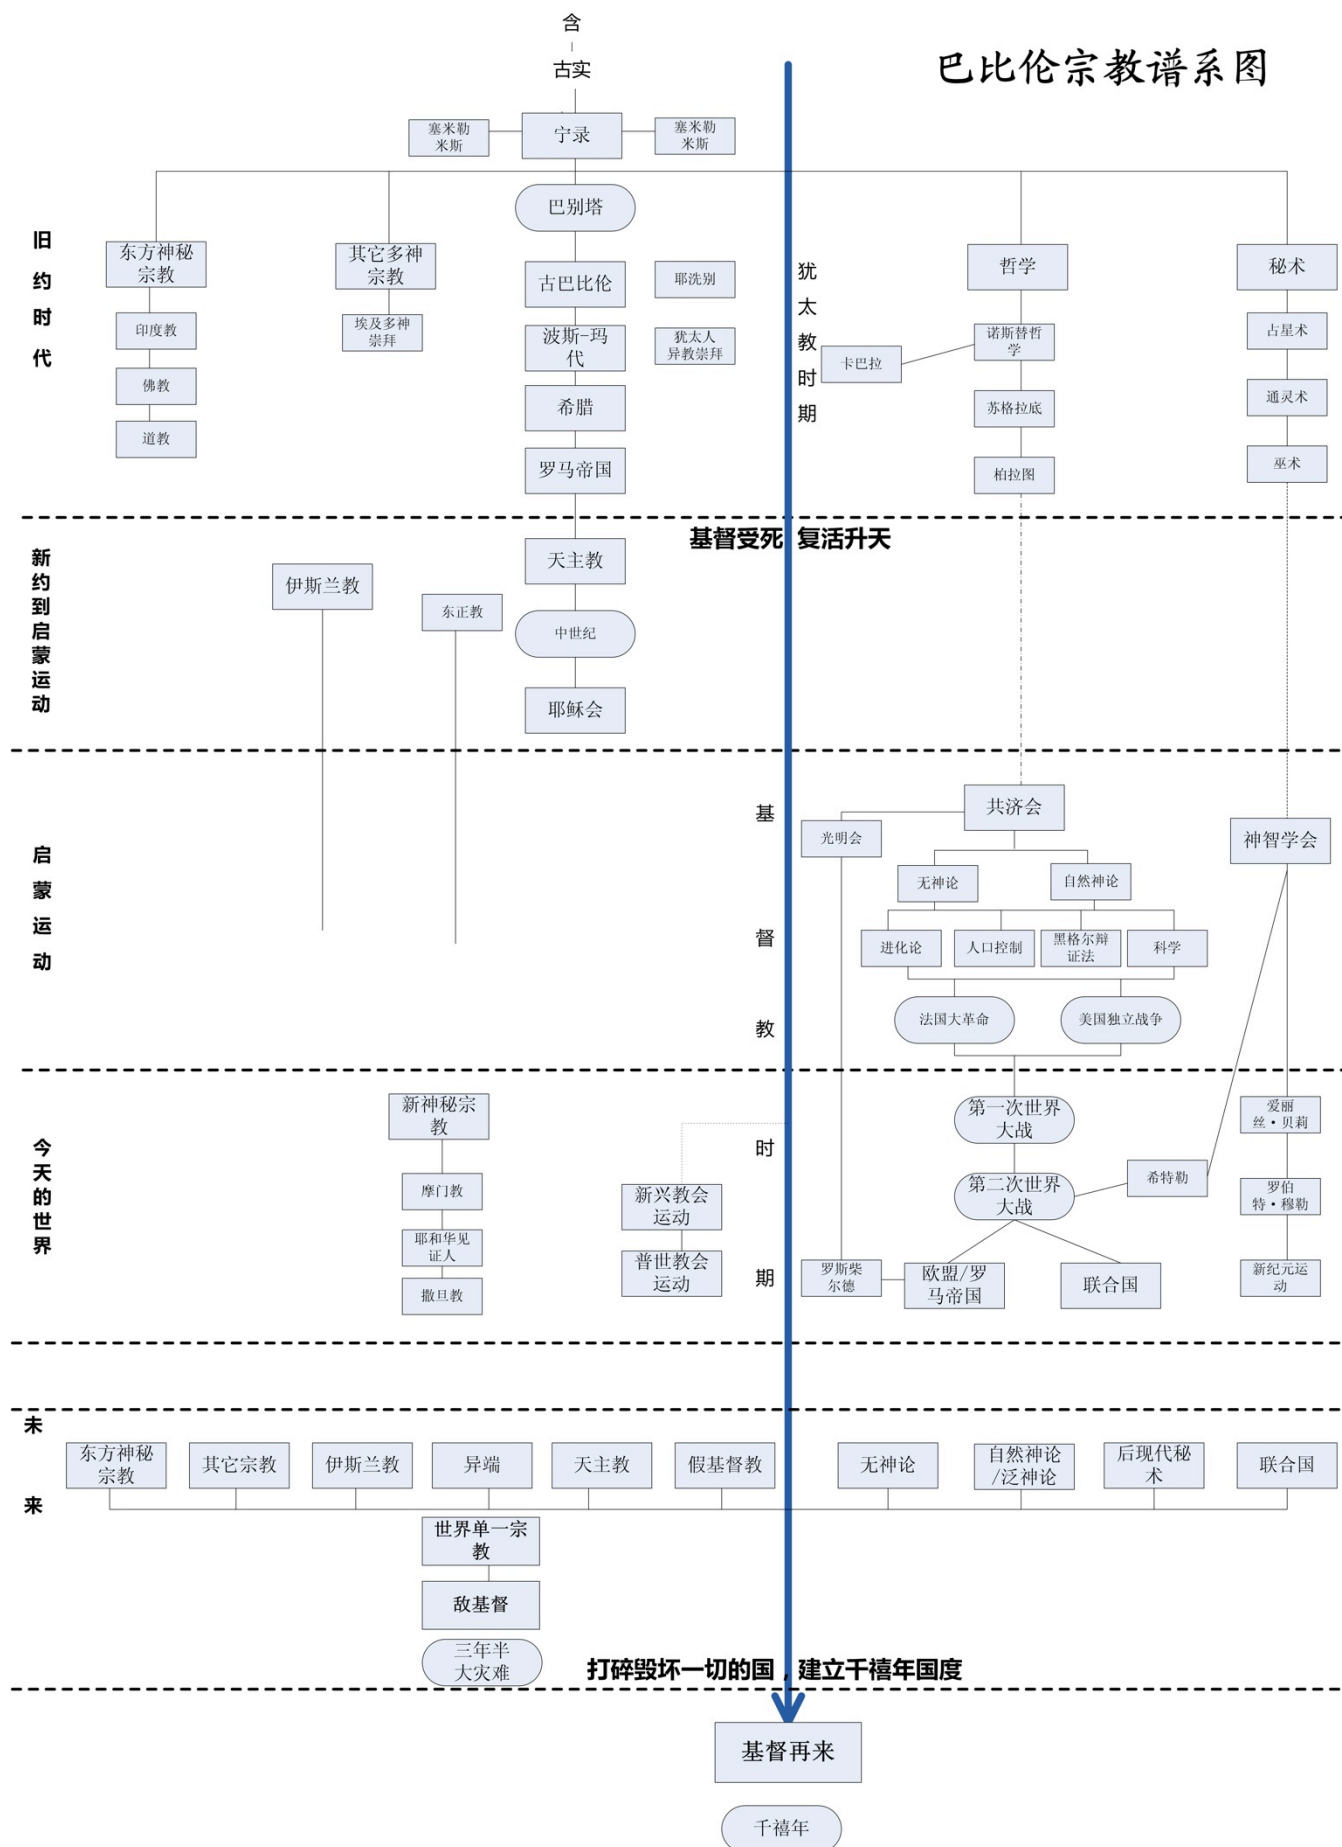 含
古实
巴比伦宗教谱系图
塞米勒
米斯
宁录
塞米勒
米斯
巴别塔
旧约时代
东方神秘
宗教
其它多神
宗教
古巴比伦
耶洗别
犹太教时期
哲学
秘术
印度教
埃及多神
崇拜
波斯-玛
代
犹太人
异教崇拜
卡巴拉
诺斯替哲
学
占星术
佛教
希腊
苏格拉底
通灵术
道教
罗马帝国
柏拉图
巫术
基督受死 复活升天
新约到启蒙运动
伊斯兰教
东正教
天主教
中世纪
耶稣会
启蒙运动
基督教时期
光明会
共济会
神智学会
无神论
自然神论
进化论
人口控制
黑格尔辩
证法
科学
法国大革命
美国独立战争
今天的世界
新神秘宗
教
第一次世界
大战
爱丽
丝·贝莉
摩门教
新兴教会
运动
第二次世界
大战
希特勒
罗伯
特·穆勒
耶和华见
证人
普世教会
运动
罗斯柴
尔德
欧盟/罗
马帝国
联合国
新纪元运
动
撒旦教
未来
东方神秘
宗教
其它宗教
伊斯兰教
异端
天主教
假基督教
无神论
自然神论
/泛神论
后现代秘
术
联合国
世界单一宗
教
敌基督
三年半
大灾难
打碎毁坏一切的国，建立千禧年国度
基督再来
千禧年